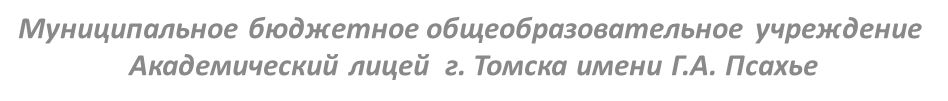 Муниципальное бюджетное общеобразовательное учреждение
Академический лицей г. Томска имени Г.А. Псахье